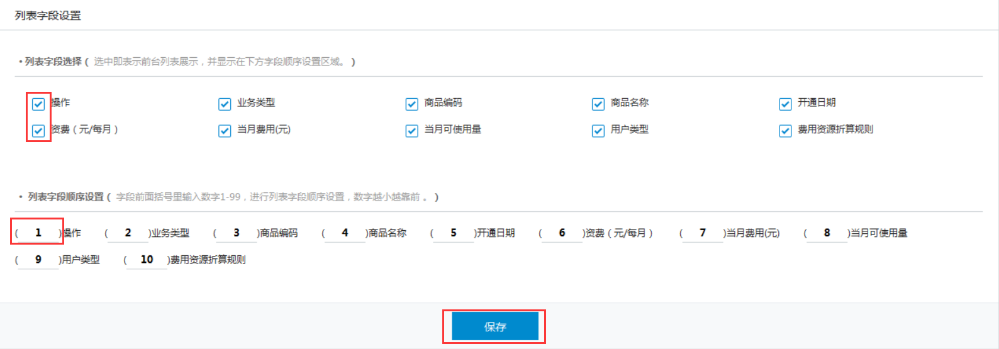 列表字段设置
•列表字段选择（ 选中即表示前台列表展示，并显示在下方字段顺序设置区域。）
操作 业务类型 商品编码 商品名称 开通日期
资费（元/每月） 当月费用(元) 当月可使用量 用户类型 费用资源折算规则
• 列表字段顺序设置（ 字段前面括号里输入数字1-99，进行列表字段顺序设置，数字越小越靠前 。）
( 1 )操作 ( 2 )业务类型 ( 3 )商品编码 ( 4 )商品名称 ( 5 )开通日期 ( 6 )资费（元/每月） ( 7 )当月费用(元) ( 8 )当月可使用量
( 9 )用户类型 ( 10 )费用资源折算规则
保存